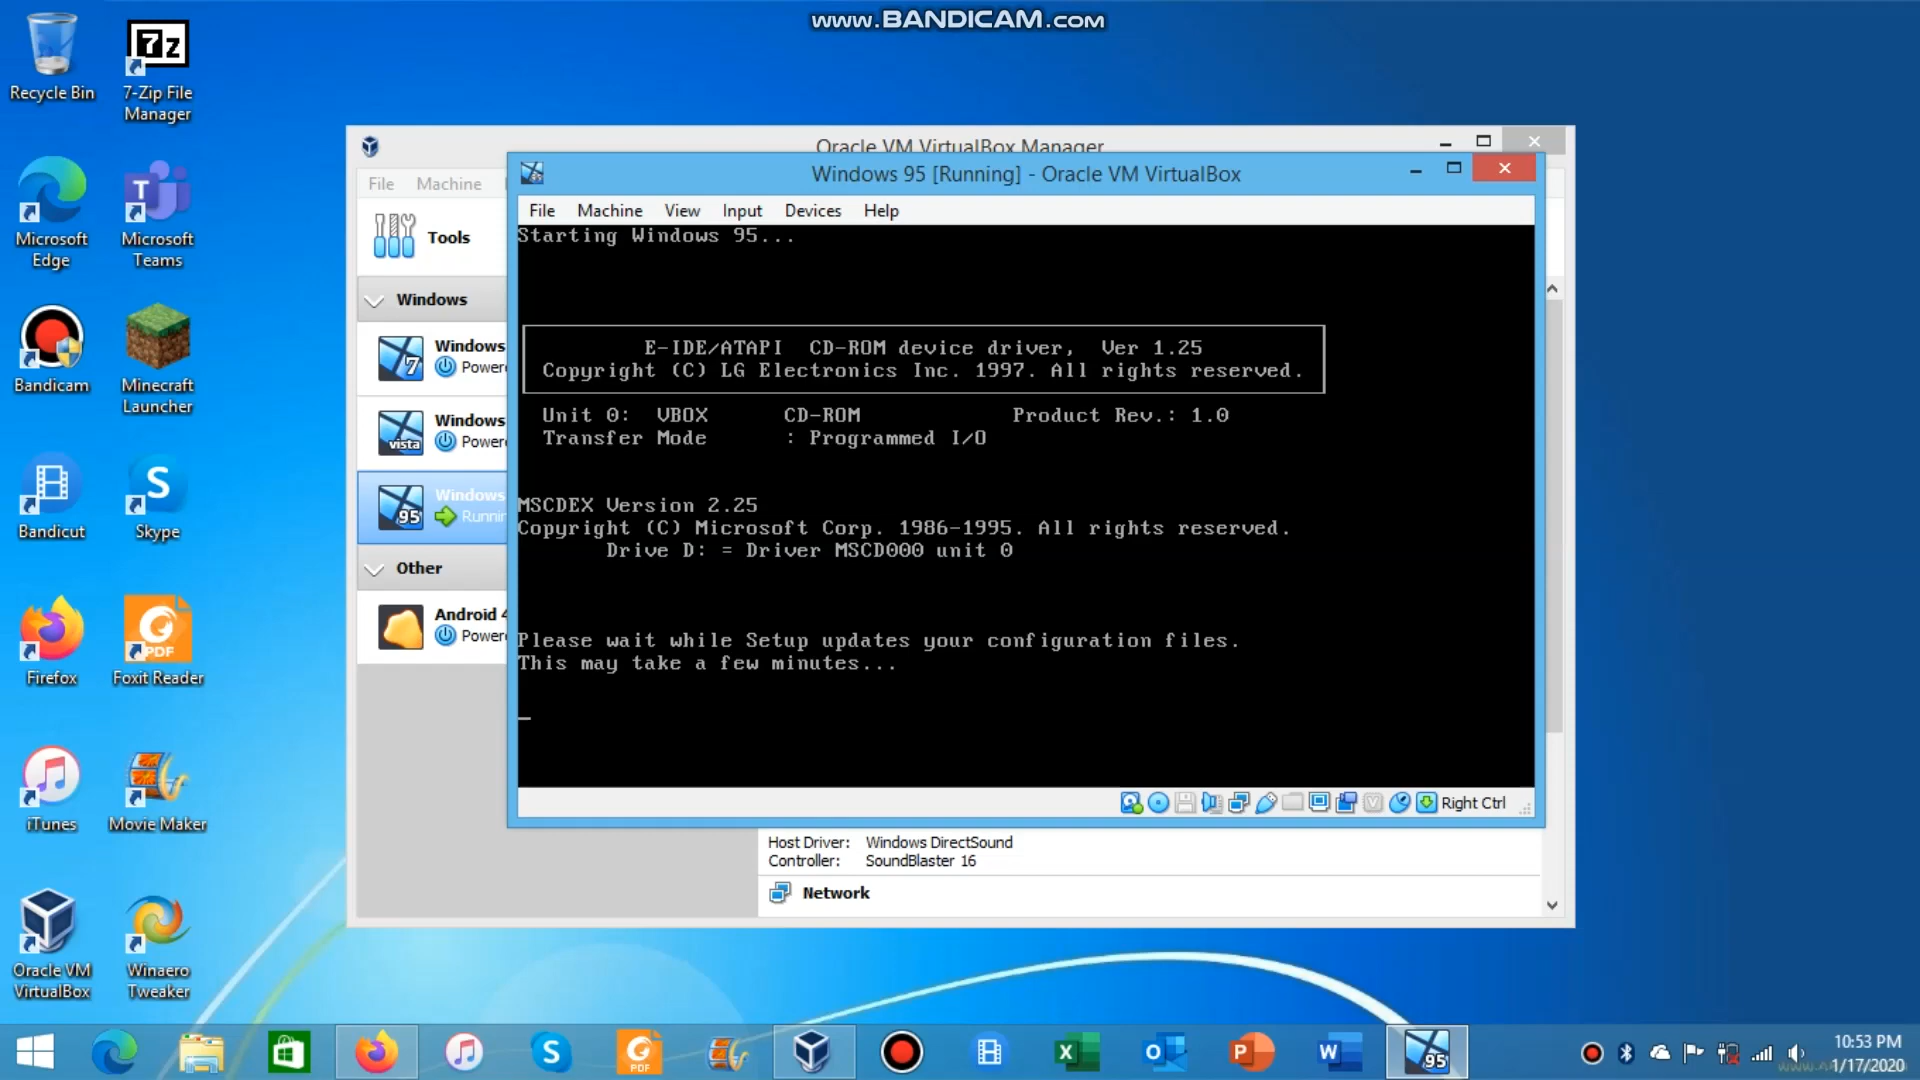 www.BANDICAM.com
Recycle Bin
7-Zip File
Manager
Microsoft
Edge
Microsoft
Teams
Bandicam
Minecraft
Launcher
Bandicut
Skype
Firefox
Foxit Reader
iTunes
Movie Maker
Oracle VM
VirtualBox
Winaero
Tweaker
Oracle VM VirtualBox Manager
File Machine
Tools
Windows
Windows
Windows
Windows
Other
Android
Windows 95 [Running] - Oracle VM VirtualBox
File Machine View Input Devices Help
Starting Windows 95...
E-IDE/ATAPI CD-ROM device driver, Ver 1.25
Copyright (C) LG Electronics Inc. 1997. All rights reserved.
Unit 0: VBOX CD-ROM Product Rev.: 1.0
Transfer Mode : Programmed I/O
MSCDEX Version 2.25
Copyright (C) Microsoft Corp. 1986-1995. All rights reserved.
Drive D: = Driver MSCD000 unit 0
Please wait while Setup updates your configuration files.
This may take a few minutes...
Right Ctrl
Host Driver: Windows DirectSound
Controller: SoundBlaster 16
Network
10:53 PM
1/17/2020